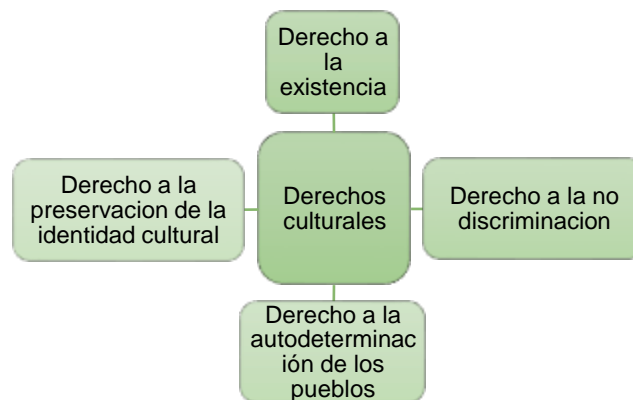 Derecho a
la
existencia
Derecho a la
preservacion de la
identidad cultural
Derechos
culturales
Derecho a la no
discriminacion
Derecho a la
autodeterminac
ión de los
pueblos